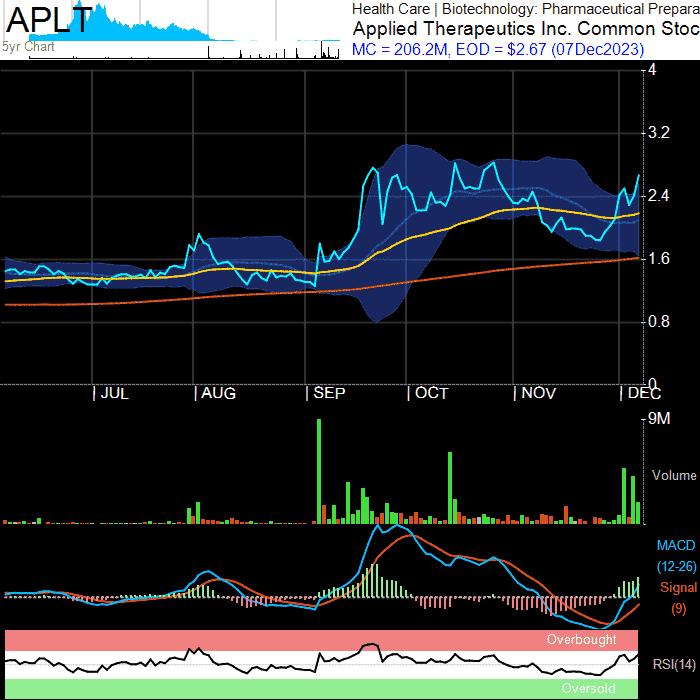 APLT
5yr Chart
Health Care | Biotechnology: Pharmaceutical Prepara
Applied Therapeutics Inc. Common Stoc
MC = 206.2M, EOD = $2.67 (07Dec2023)
4
3.2
2.4
1.6
0.8
0
| JUL | AUG | SEP | OCT | NOV | DEC
9M
Volume
MACD
(12-26)
Signal
(9)
Overbought
RSI(14)
Oversold